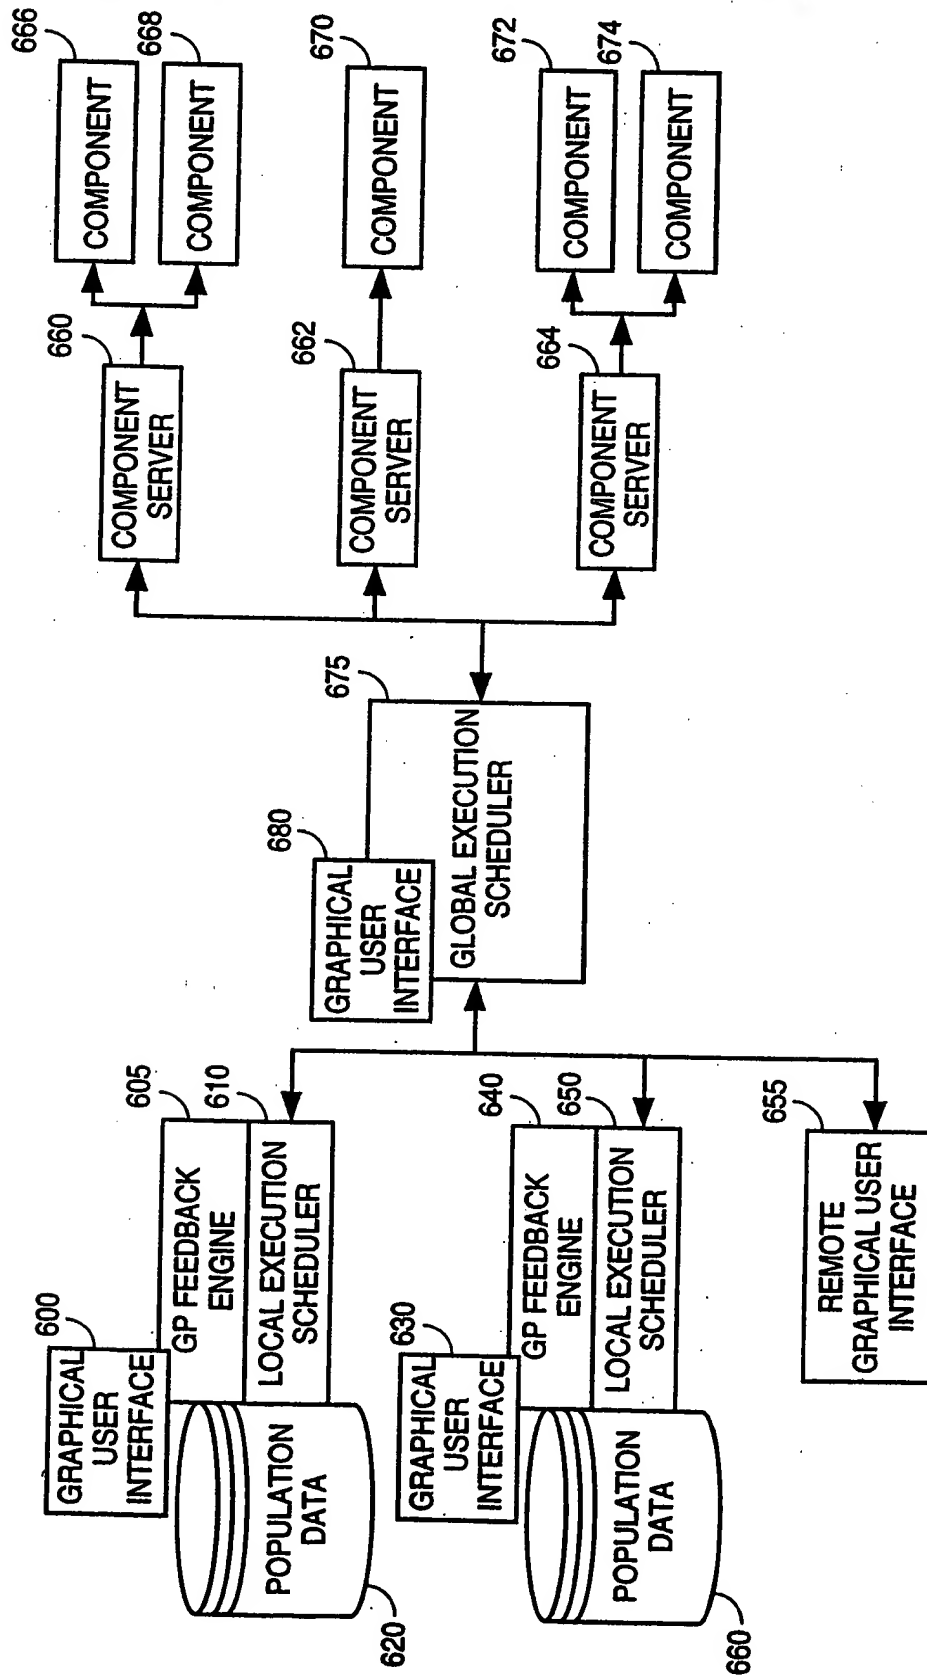 600
GRAPHICAL
USER
INTERFACE
605
GP FEEDBACK
ENGINE
610
LOCAL EXECUTION
SCHEDULER
POPULATION
DATA
620
630
GRAPHICAL
USER
INTERFACE
640
GP FEEDBACK
ENGINE
650
LOCAL EXECUTION
SCHEDULER
POPULATION
DATA
660
655
REMOTE
GRAPHICAL USER
INTERFACE
680
GRAPHICAL
USER
INTERFACE
675
GLOBAL EXECUTION
SCHEDULER
660
COMPONENT
SERVER
662
COMPONENT
SERVER
664
COMPONENT
SERVER
666
COMPONENT
668
COMPONENT
670
COMPONENT
672
COMPONENT
674
COMPONENT